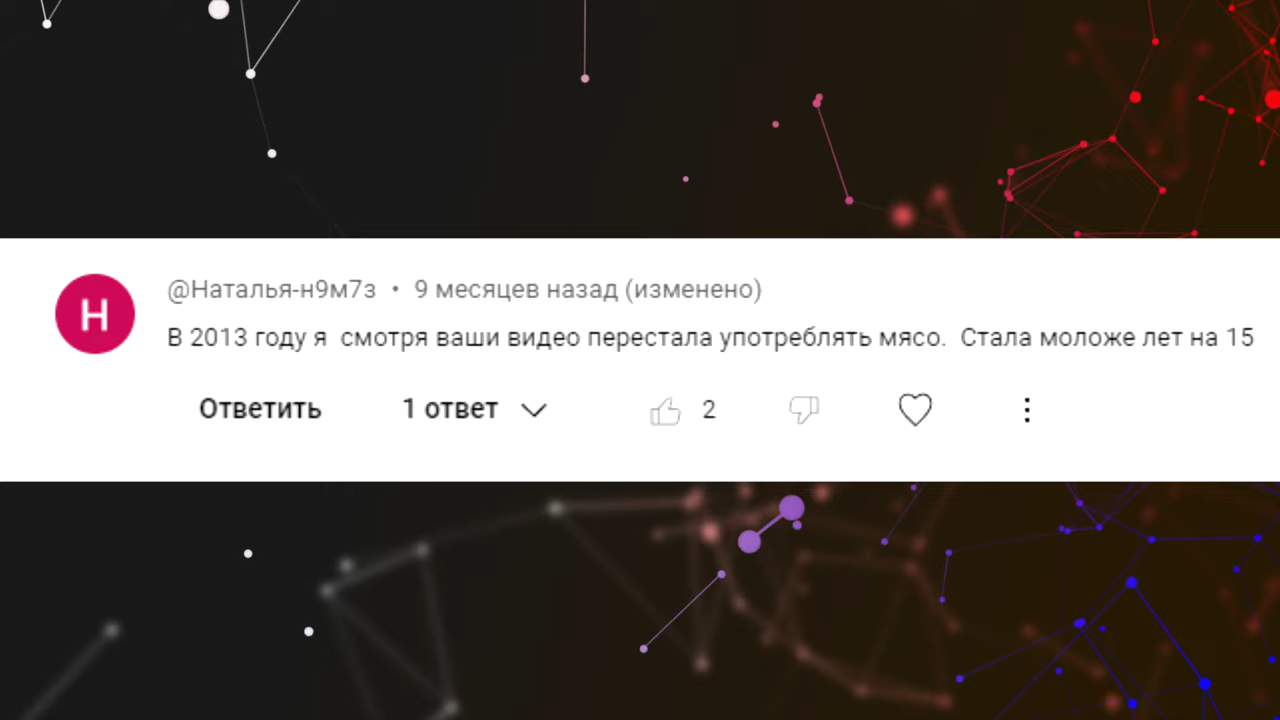 Н
@Наталья-н9м7з • 9 месяцев назад (изменено)
В 2013 году я смотря ваши видео перестала употреблять мясо. Стала моложе лет на 15
Ответить 1 ответ 2